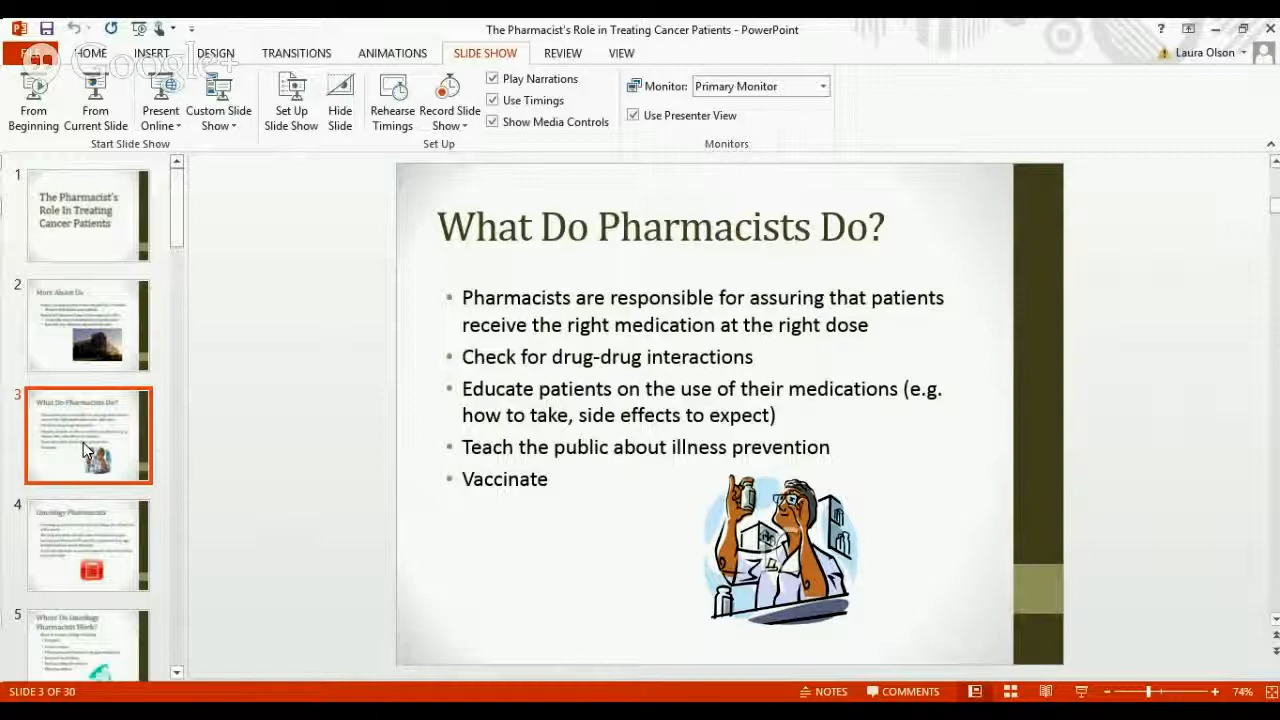 The Pharmacist's Role in Treating Cancer Patients - PowerPoint
?
FILE HOME INSERT DESIGN TRANSITIONS ANIMATIONS SLIDE SHOW REVIEW VIEW
Laura Olson
Google+
From Beginning
From Current Slide
Present Online
Custom Slide Show
Set Up Slide Show
Hide Slide
Rehearse Timings
Record Slide Show
Play Narrations
Use Timings
Show Media Controls
Monitor: Primary Monitor
Use Presenter View
Start Slide Show
Set Up
Monitors
1
The Pharmacist's
Role In Treating
Cancer Patients
2
More About Us
3
What Do Pharmacists Do?
4
Oncology Pharmacists
5
Where Do Oncology
Pharmacists Work?
What Do Pharmacists Do?
• Pharmacists are responsible for assuring that patients
receive the right medication at the right dose
• Check for drug-drug interactions
• Educate patients on the use of their medications (e.g.
how to take, side effects to expect)
• Teach the public about illness prevention
• Vaccinate
SLIDE 3 OF 30
NOTES
COMMENTS
74%